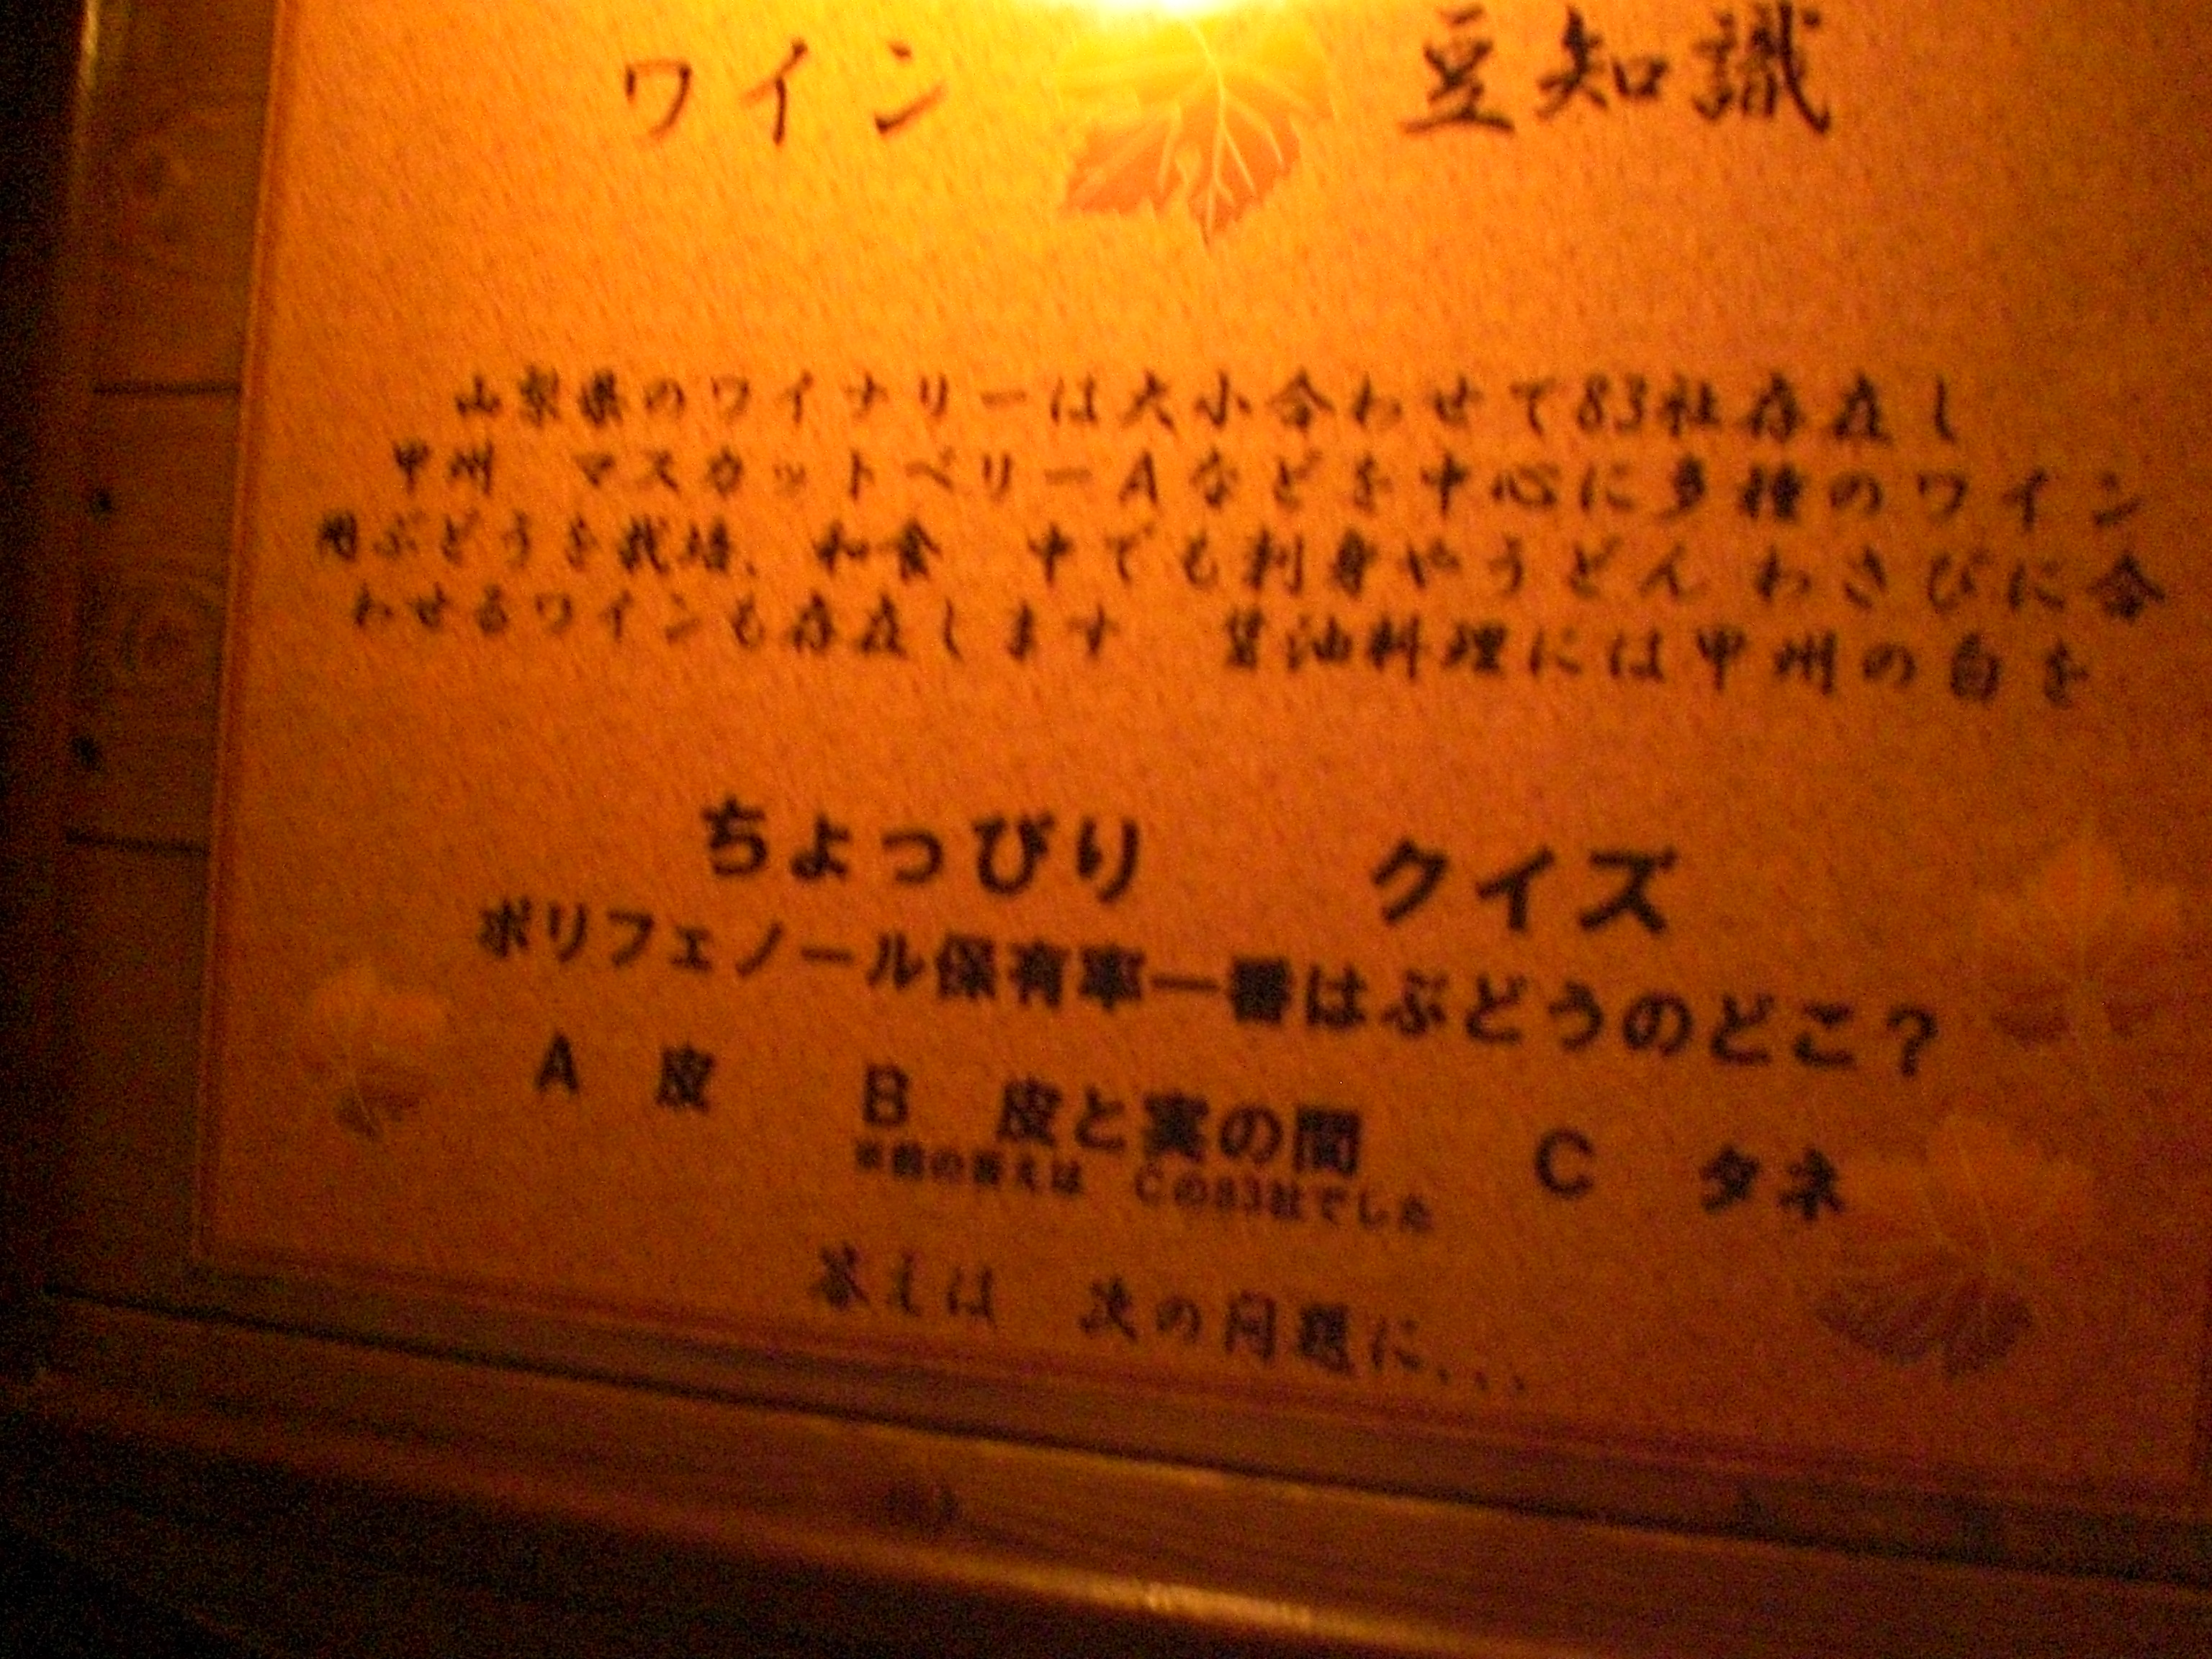 ワイン 豆知識
山梨県のワイナリーは大小合わせて83社存在し
甲州 マスカットベリーAなどを中心に多種のワイン
用ぶどうを栽培、和食 中でも刺身やうどん わさびに合
わせるワインも存在します 醤油料理には甲州の白を
ちょっぴり クイズ
ポリフェノール保有率一番はぶどうのどこ？
A 皮 B 皮と実の間 C タネ
※前の答えは Cの83社でした
答えは 次の問題に...